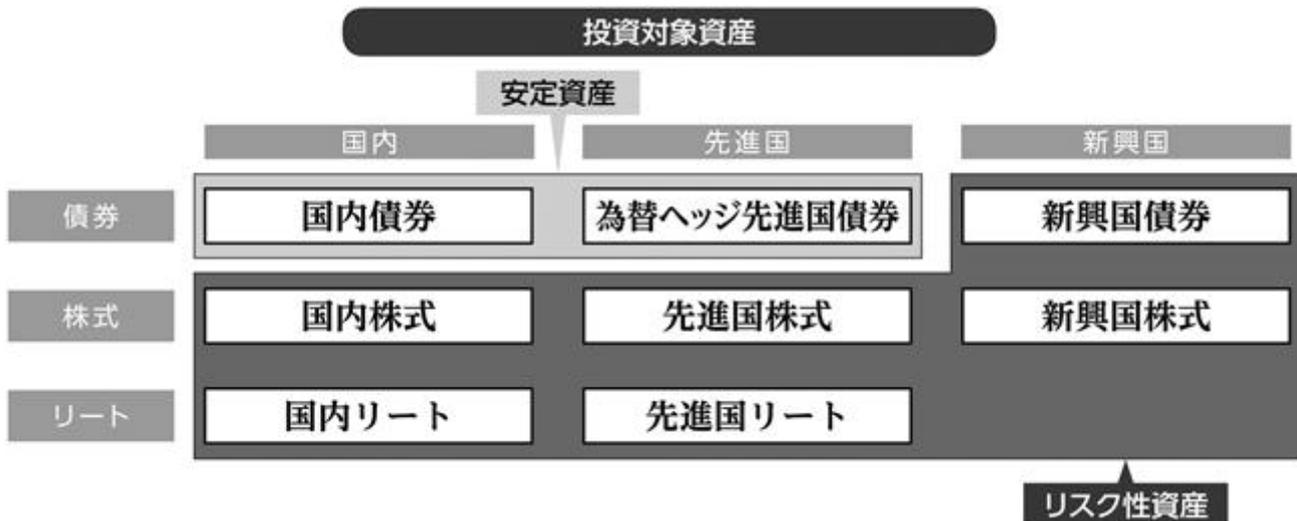 投資対象資産
安定資産
国内 先進国 新興国
債券 国内債券 為替ヘッジ先進国債券 新興国債券
株式 国内株式 先進国株式 新興国株式
リート 国内リート 先進国リート
リスク性資産